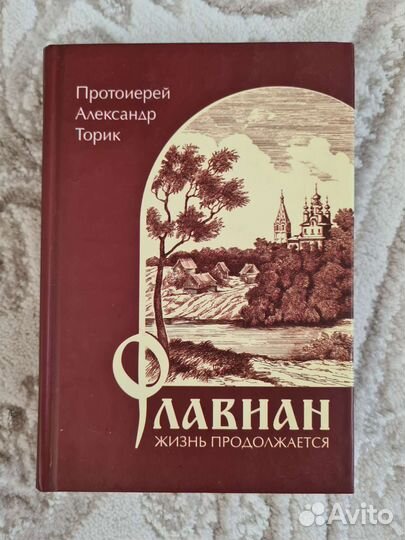 Протоиерей
Александр
Торик
ФЛАВИАН
ЖИЗНЬ ПРОДОЛЖАЕТСЯ
Avito